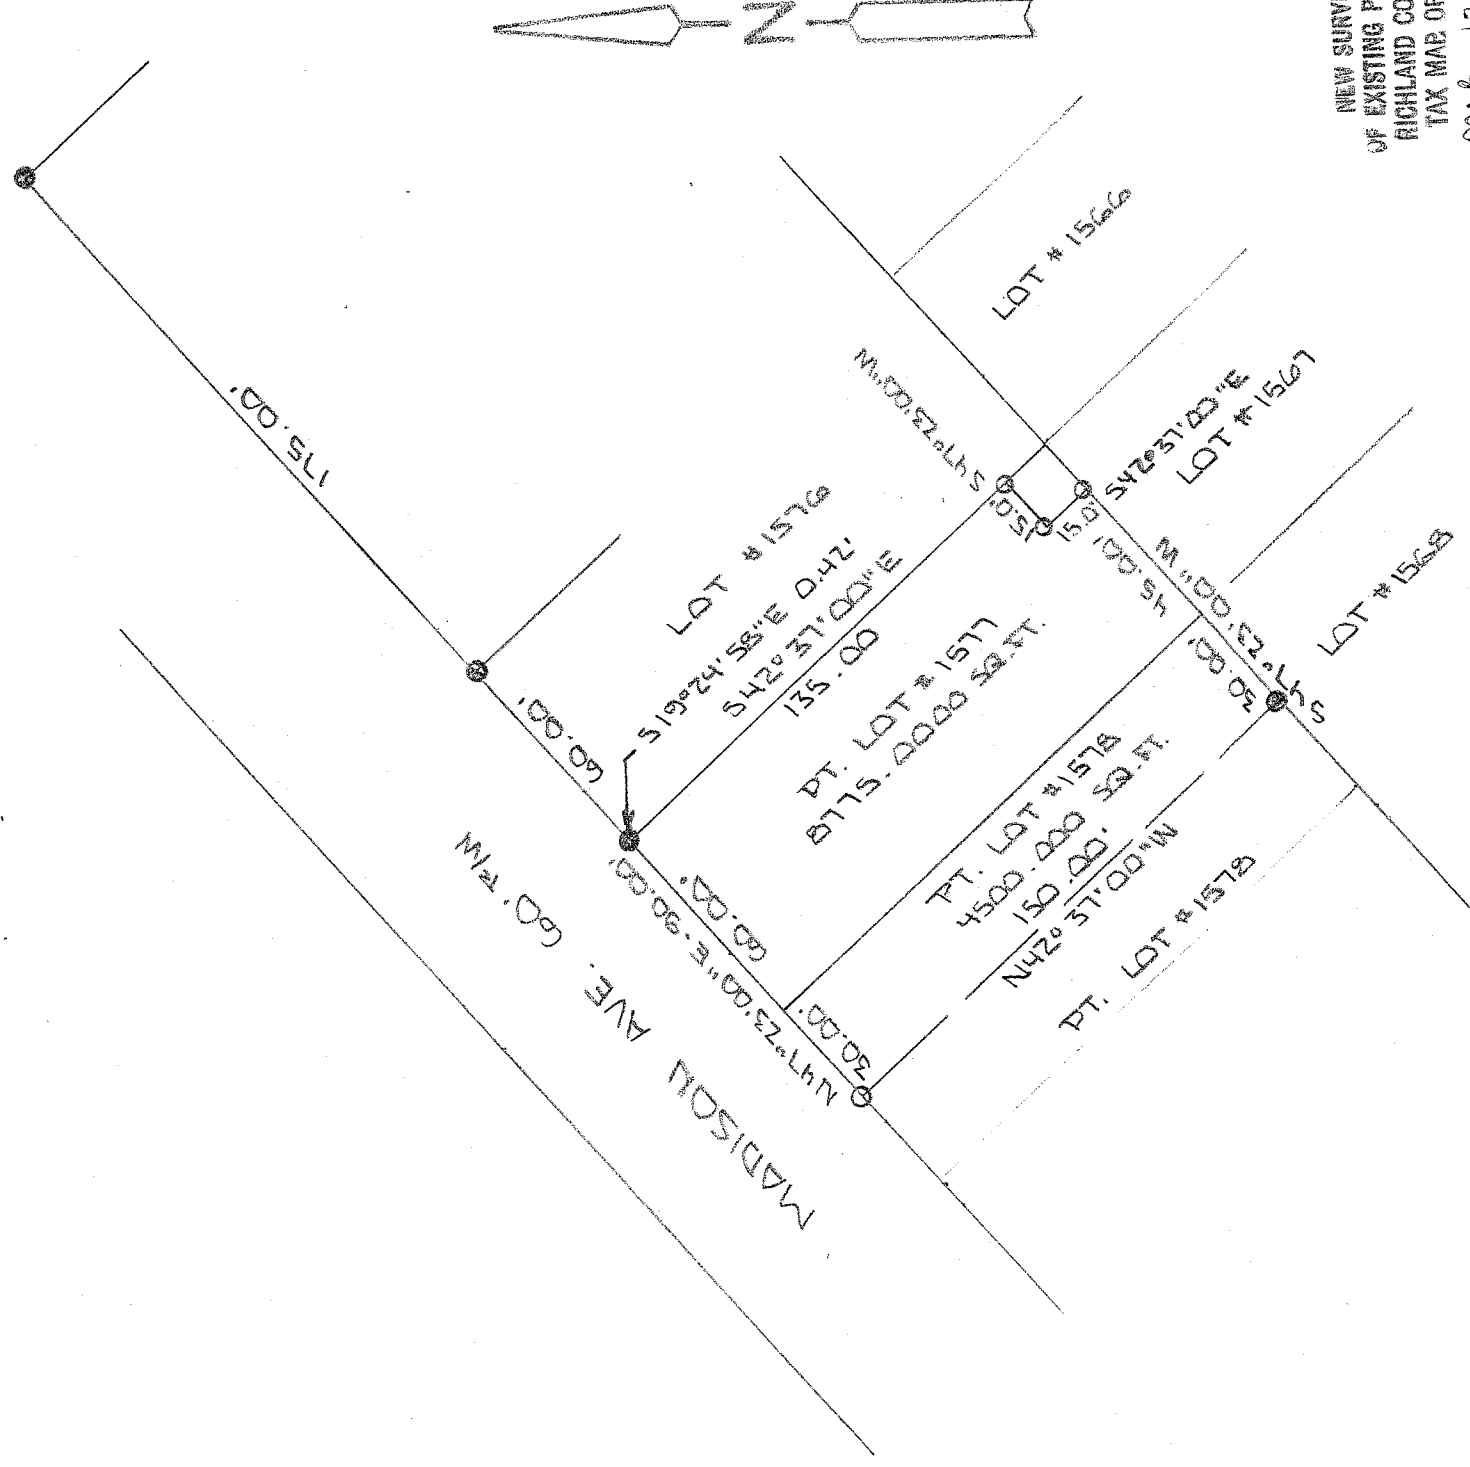 N
NEW SURV
OF EXISTING P
RICHLAND CO
TAX MAP OF
175.00'
60.00'
LOT # 1566
S 47°23'00"W
15.0'
15.0'
S42°37'00"E
LOT # 1567
LOT # 1576
S 19°24'58"E 0.42'
S42°37'00"E
135.00
45.00'
S47°23'00"W
30.00'
LOT # 1568
PT. LOT # 1577
8775.0000 SQ.FT.
MADISON AVE. 60' R/W
N47°23'00"E-90.00'
60.00'
30.00'
PT. LOT # 1578
4500.000 SQ.FT.
150.00'
N42°37'00"W
PT. LOT # 1578